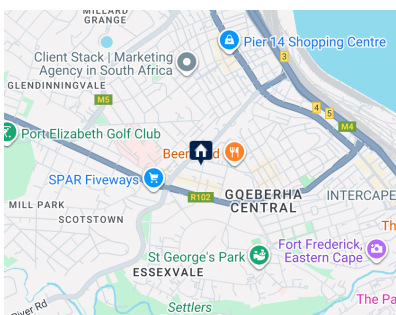 MILLARD
GRANGE
Pier 14 Shopping Centre
Client Stack | Marketing
Agency in South Africa
3
GLENDINNINGVALE
M5
4
5
M4
Port Elizabeth Golf Club
SPAR Fiveways
R102
GQEBERHA
CENTRAL
INTERCAPE
MILL PARK
SCOTSTOWN
Th
Fort Frederick,
Eastern Cape
St George's Park
ESSEXVALE
The Pa
River Rd
Settlers